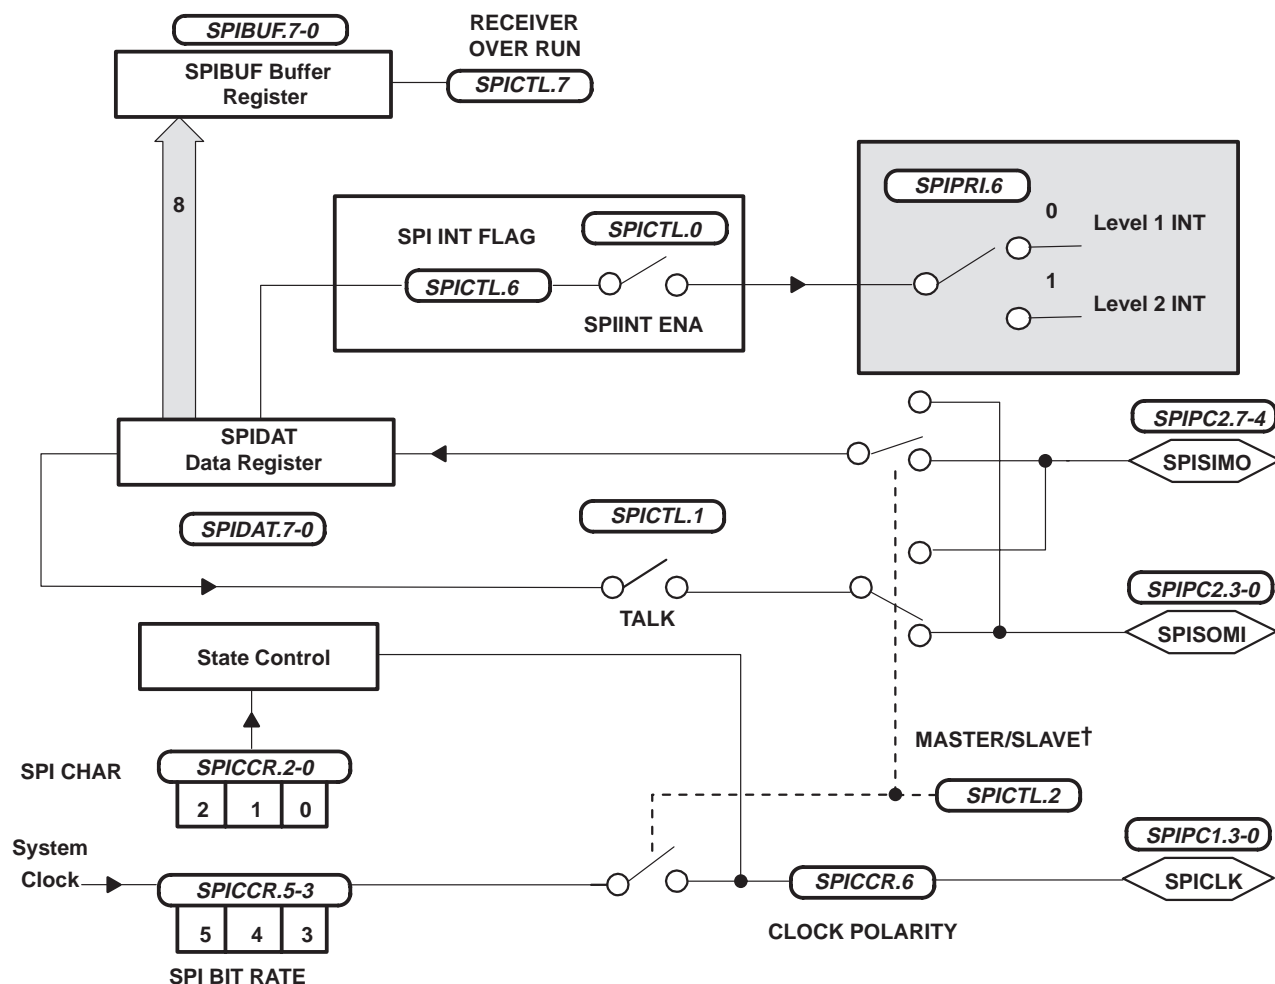 SPIBUF.7-0
RECEIVER
OVER RUN
SPIBUF Buffer
Register
SPICTL.7
8
SPIPRI.6
0
Level 1 INT
1
Level 2 INT
SPI INT FLAG
SPICTL.0
SPICTL.6
SPIINT ENA
SPIDAT
Data Register
SPIPC2.7-4
SPISIMO
SPIDAT.7-0
SPICTL.1
TALK
SPIPC2.3-0
SPISOMI
State Control
MASTER/SLAVE†
SPI CHAR
SPICCR.2-0
2 1 0
SPICTL.2
System
Clock
SPICCR.5-3
5 4 3
SPI BIT RATE
SPICCR.6
CLOCK POLARITY
SPIPC1.3-0
SPICLK